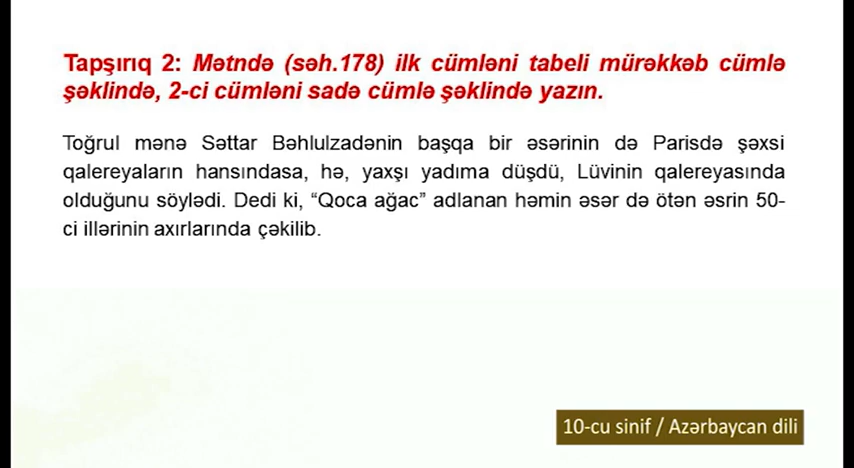 Tapşırıq 2: Mətndə (səh.178) ilk cümləni tabeli mürəkkəb cümlə
şəklində, 2-ci cümləni sadə cümlə şəklində yazın.
Toğrul mənə Səttar Bəhlulzadənin başqa bir əsərinin də Parisdə şəxsi
qalereyaların hansındasa, hə, yaxşı yadıma düşdü, Lüvinin qalereyasında
olduğunu söylədi. Dedi ki, “Qoca ağac” adlanan həmin əsər də ötən əsrin 50-
ci illərinin axırlarında çəkilib.
10-cu sinif / Azərbaycan dili